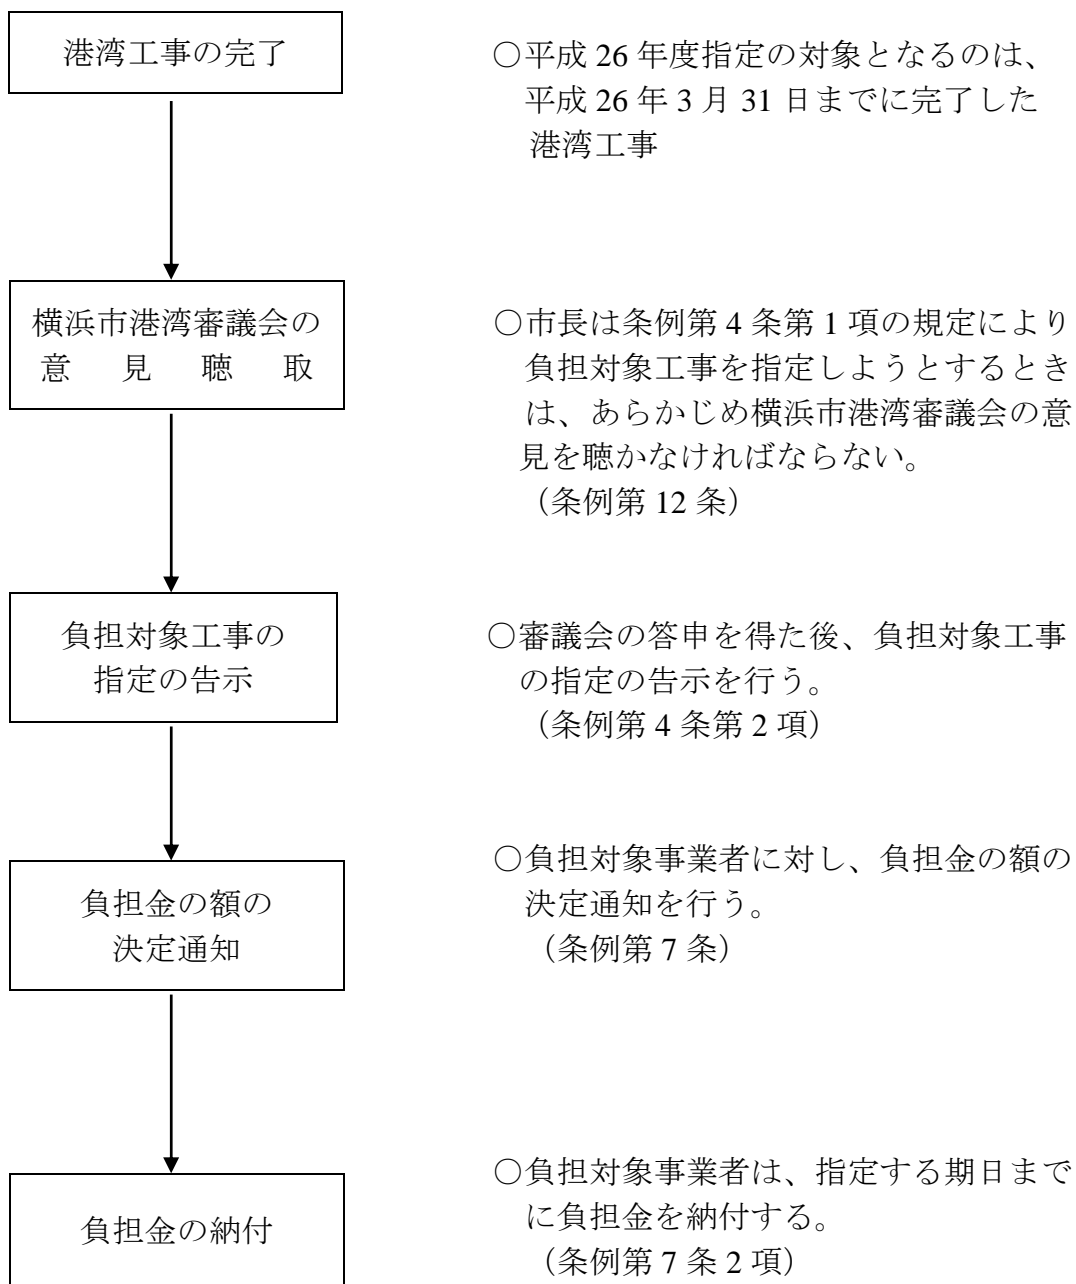 港湾工事の完了
○平成 26 年度指定の対象となるのは、
平成 26 年 3 月 31 日までに完了した
港湾工事
横浜市港湾審議会の
意 見 聴 取
○市長は条例第 4 条第 1 項の規定により
負担対象工事を指定しようとするとき
は、あらかじめ横浜市港湾審議会の意
見を聴かなければならない。
（条例第 12 条）
負担対象工事の
指定の告示
○審議会の答申を得た後、負担対象工事
の指定の告示を行う。
（条例第 4 条第 2 項）
負担金の額の
決定通知
○負担対象事業者に対し、負担金の額の
決定通知を行う。
（条例第 7 条）
負担金の納付
○負担対象事業者は、指定する期日まで
に負担金を納付する。
（条例第 7 条 2 項）